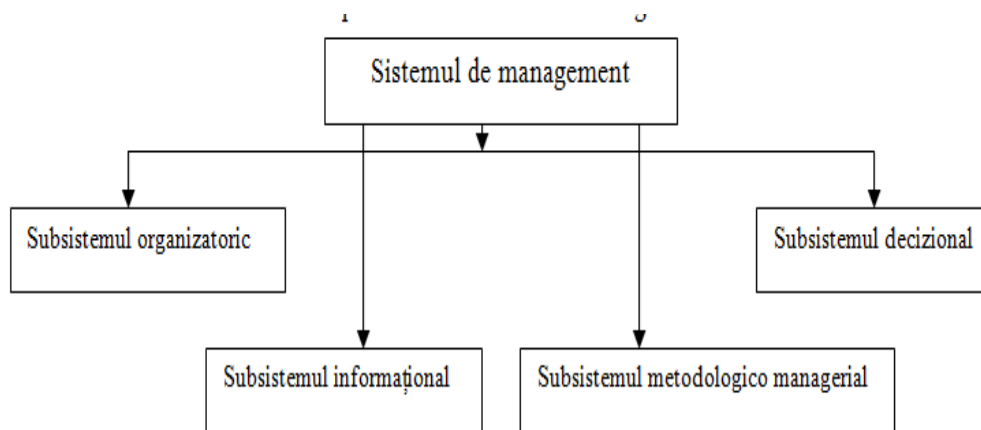 Sistemul de management
Subsistemul organizatoric
Subsistemul decizional
Subsistemul informațional
Subsistemul metodologico managerial